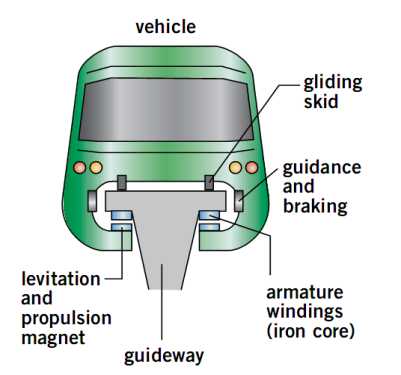 vehicle
gliding
skid
guidance
and
braking
levitation
and
propulsion
magnet
armature
windings
(iron core)
guideway